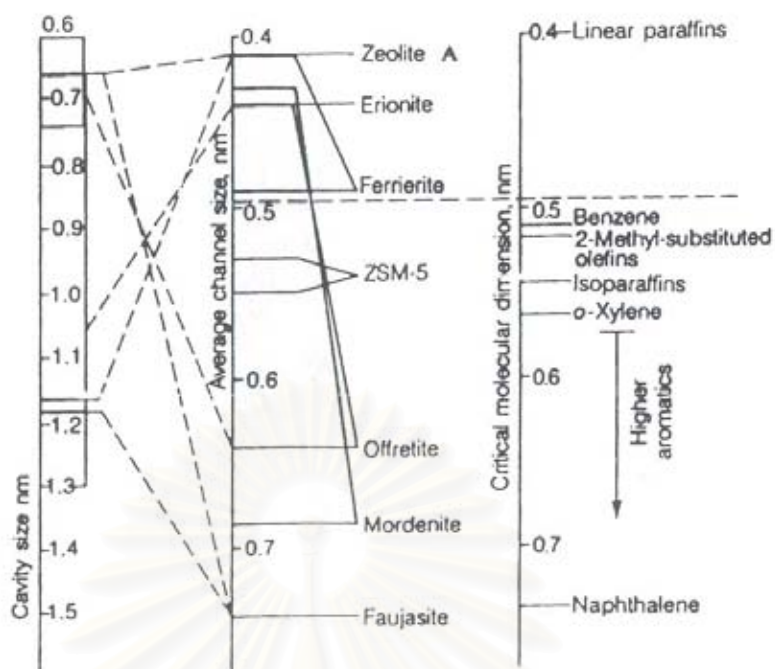 0.6
0.7
0.8
0.9
1.0
1.1
1.2
1.3
1.4
1.5
Cavity size nm
0.4
0.5
0.6
0.7
Average channel size, nm
Zeolite A
Erionite
Ferrierite
ZSM-5
Offretite
Mordenite
Faujasite
0.4
0.5
0.6
0.7
Critical molecular dimension, nm
Linear paraffins
Benzene
2-Methyl-substituted
olefins
Isoparaffins
o-Xylene
Higher
aromatics
Naphthalene